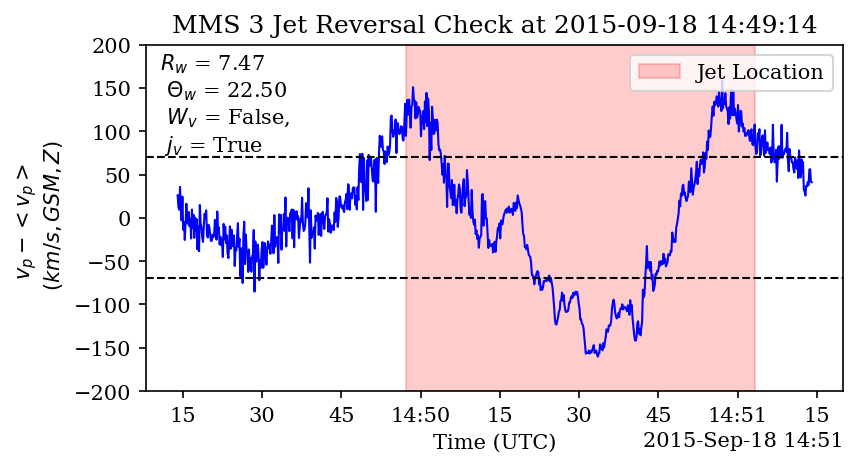 MMS 3 Jet Reversal Check at 2015-09-18 14:49:14
R_w = 7.47
Θ_w = 22.50
W_v = False,
j_v = True
Jet Location
200
150
100
50
0
−50
−100
−150
−200
v_p − < v_p >
(km/s, GSM, Z)
15 30 45 14:50 15 30 45 14:51 15
Time (UTC)
2015-Sep-18 14:51